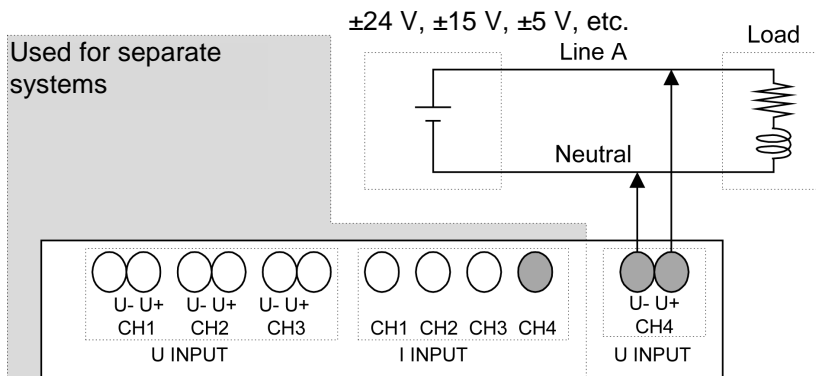 ±24 V, ±15 V, ±5 V, etc.
Used for separate
systems
Line A
Load
Neutral
U- U+ U- U+ U- U+ U- U+
CH1 CH2 CH3 CH1 CH2 CH3 CH4 CH4
U INPUT I INPUT U INPUT